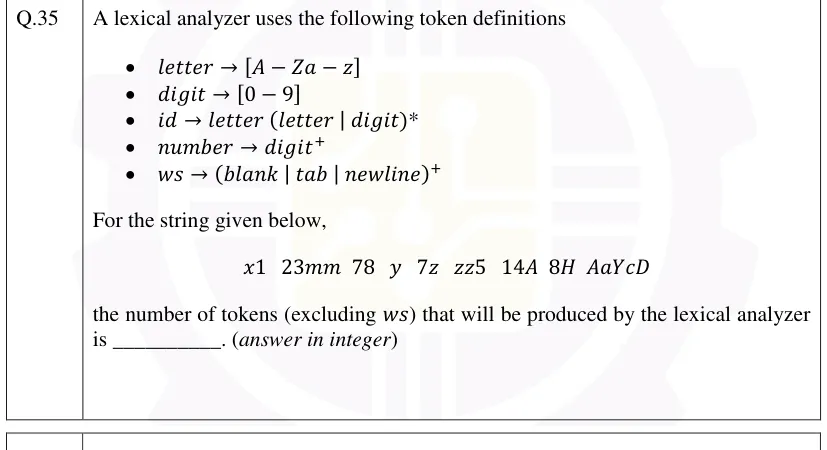 Q.35 A lexical analyzer uses the following token definitions
• letter → [A − Za − z]
• digit → [0 − 9]
• id → letter (letter | digit)*
• number → digit⁺
• ws → (blank | tab | newline)⁺
For the string given below,
x1 23mm 78 y 7z zz5 14A 8H AaYcD
the number of tokens (excluding ws) that will be produced by the lexical analyzer
is __________. (answer in integer)